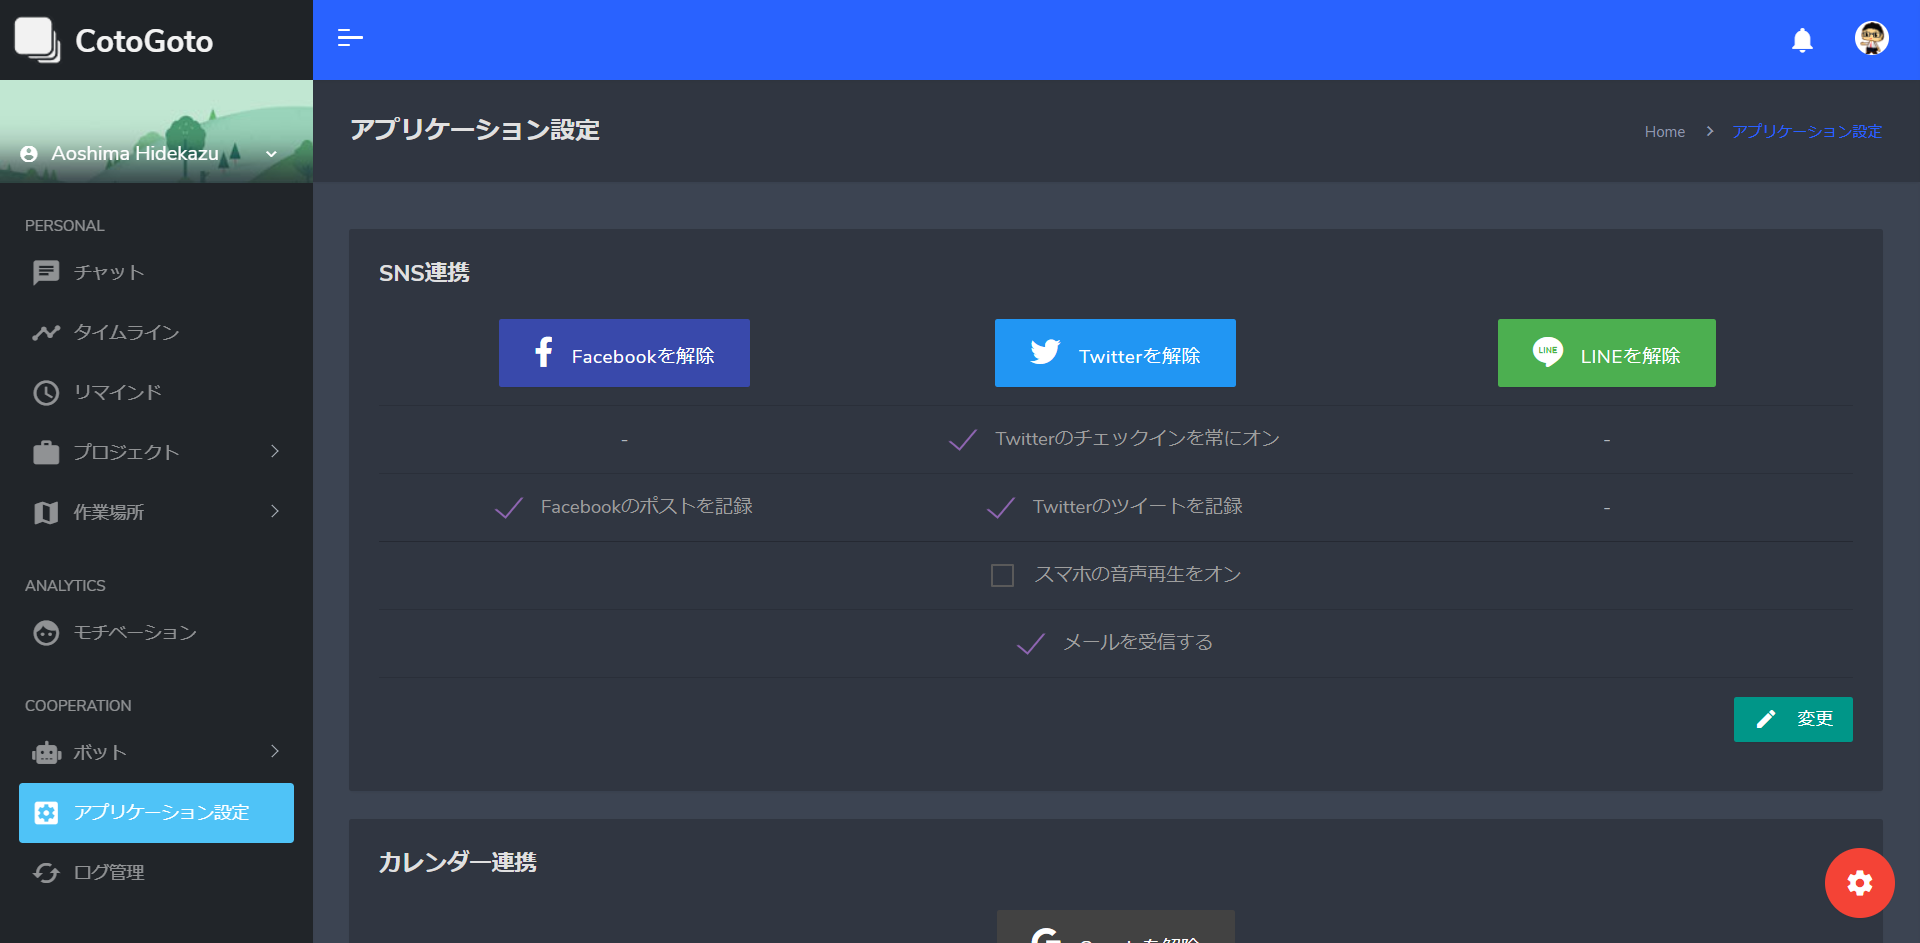 CotoGoto
Aoshima Hidekazu
PERSONAL
チャット
タイムライン
リマインド
プロジェクト
作業場所
ANALYTICS
モチベーション
COOPERATION
ボット
アプリケーション設定
ログ管理
アプリケーション設定
Home > アプリケーション設定
SNS連携
Facebookを解除
Twitterを解除
LINE LINEを解除
- Twitterのチェックインを常にオン -
Facebookのポストを記録 Twitterのツイートを記録 -
スマホの音声再生をオン
メールを受信する
変更
カレンダー連携